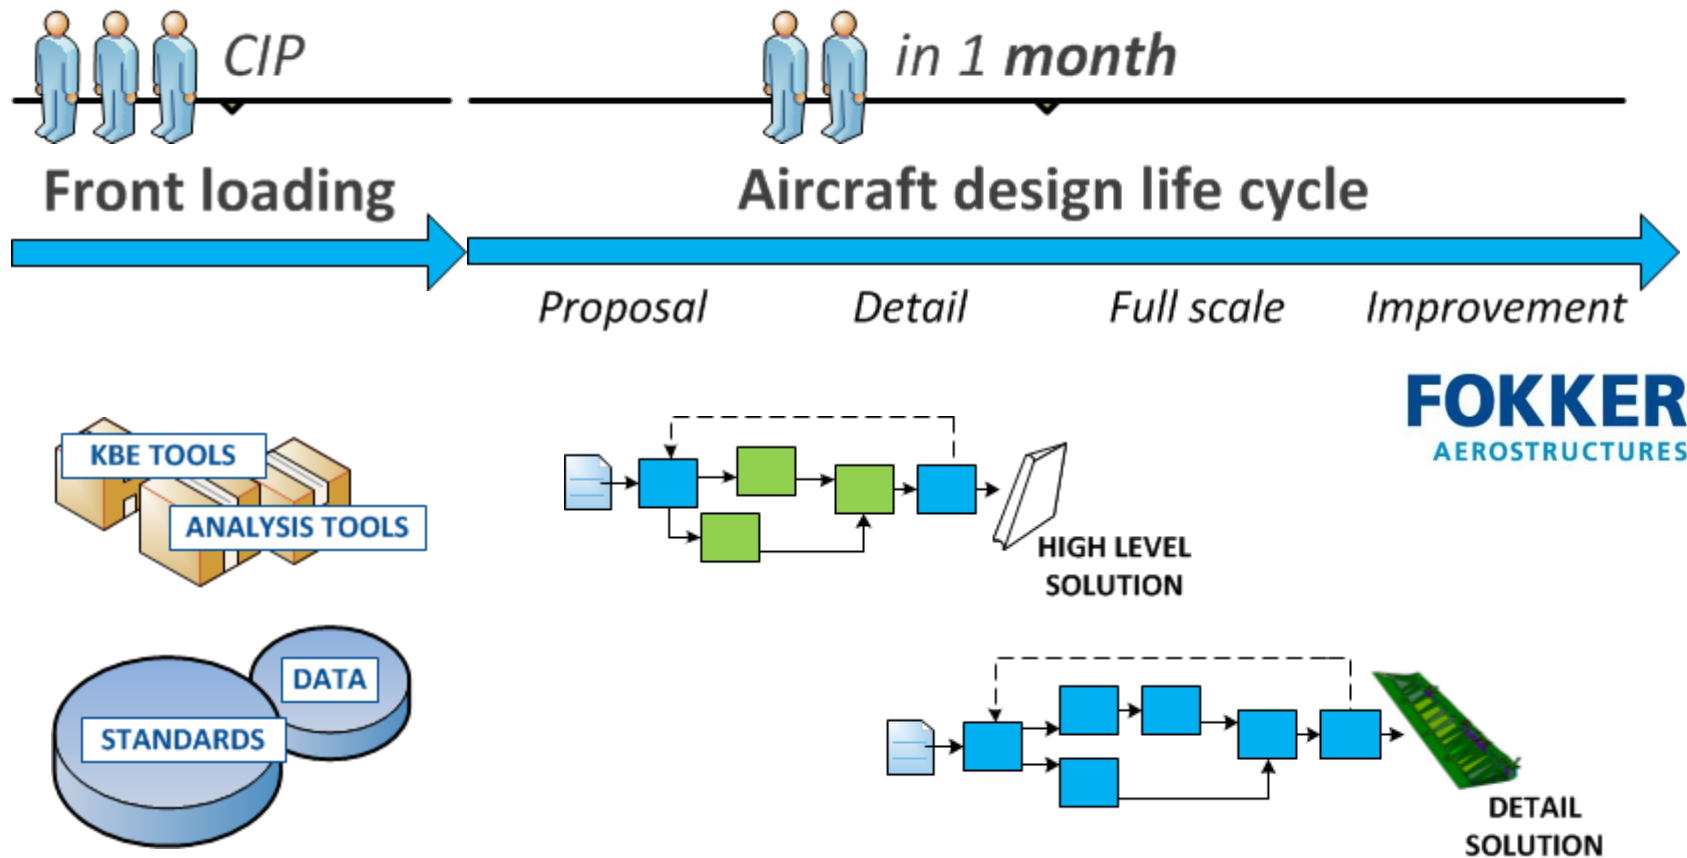 CIP
in 1 month
Front loading
Aircraft design life cycle
Proposal
Detail
Full scale
Improvement
FOKKER
AEROSTRUCTURES
KBE TOOLS
ANALYSIS TOOLS
HIGH LEVEL
SOLUTION
DATA
STANDARDS
DETAIL
SOLUTION